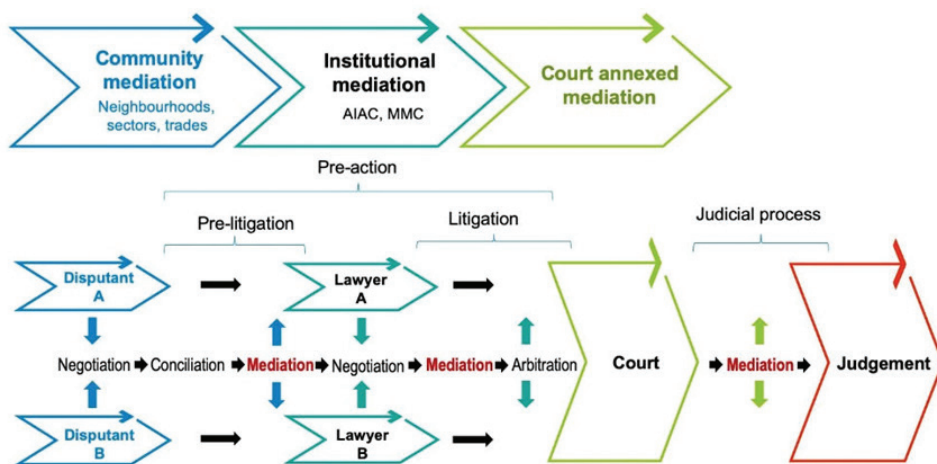 Community
mediation
Neighbourhoods,
sectors, trades
Institutional
mediation
AIAC, MMC
Court annexed
mediation
Pre-action
Pre-litigation
Litigation
Judicial process
Disputant
A
Lawyer
A
Negotiation
Conciliation
Mediation
Negotiation
Mediation
Arbitration
Court
Mediation
Judgement
Disputant
B
Lawyer
B